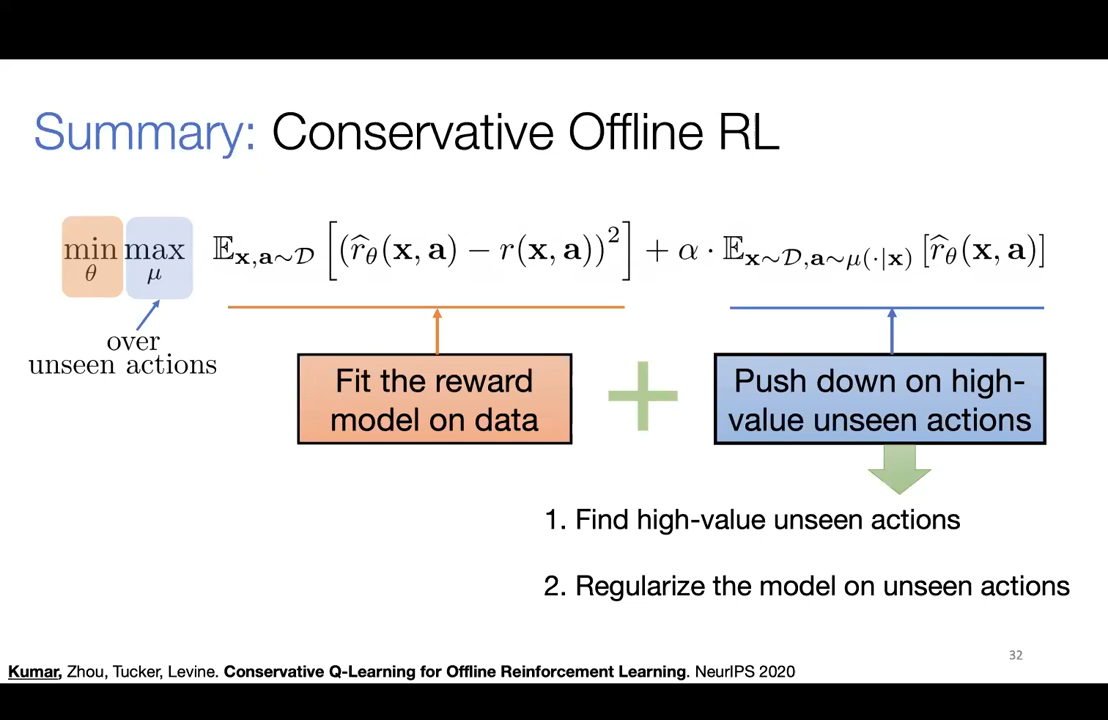 Summary: Conservative Offline RL
min_θ max_μ 𝔼_{x,a∼𝒟} [(r̂_θ(x, a) − r(x, a))²] + α · 𝔼_{x∼𝒟,a∼μ(·|x)} [r̂_θ(x, a)]
over
unseen actions
Fit the reward
model on data
+
Push down on high-
value unseen actions
1. Find high-value unseen actions
2. Regularize the model on unseen actions
32
Kumar, Zhou, Tucker, Levine. Conservative Q-Learning for Offline Reinforcement Learning. NeurIPS 2020